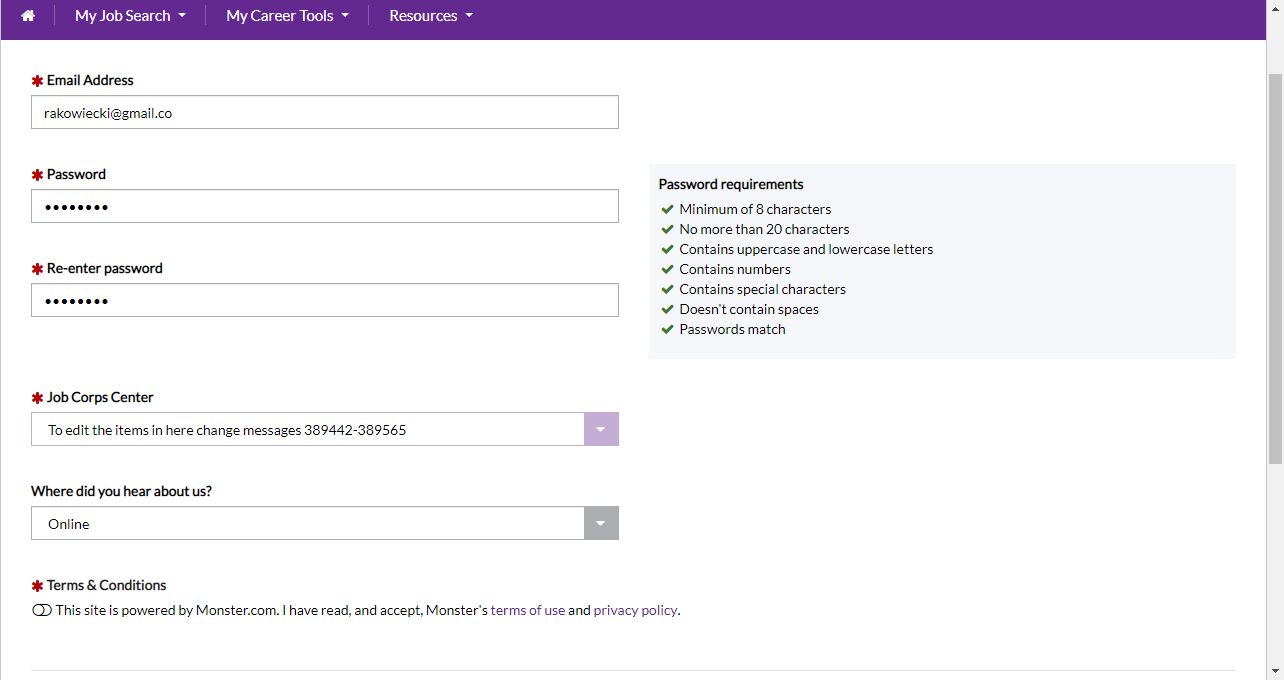 My Job Search
My Career Tools
Resources
✱ Email Address
rakowiecki@gmail.co
✱ Password
••••••••
Password requirements
✔ Minimum of 8 characters
✔ No more than 20 characters
✔ Contains uppercase and lowercase letters
✔ Contains numbers
✔ Contains special characters
✔ Doesn't contain spaces
✔ Passwords match
✱ Re-enter password
••••••••
✱ Job Corps Center
To edit the items in here change messages 389442-389565
Where did you hear about us?
Online
✱ Terms & Conditions
This site is powered by Monster.com. I have read, and accept, Monster's terms of use and privacy policy.